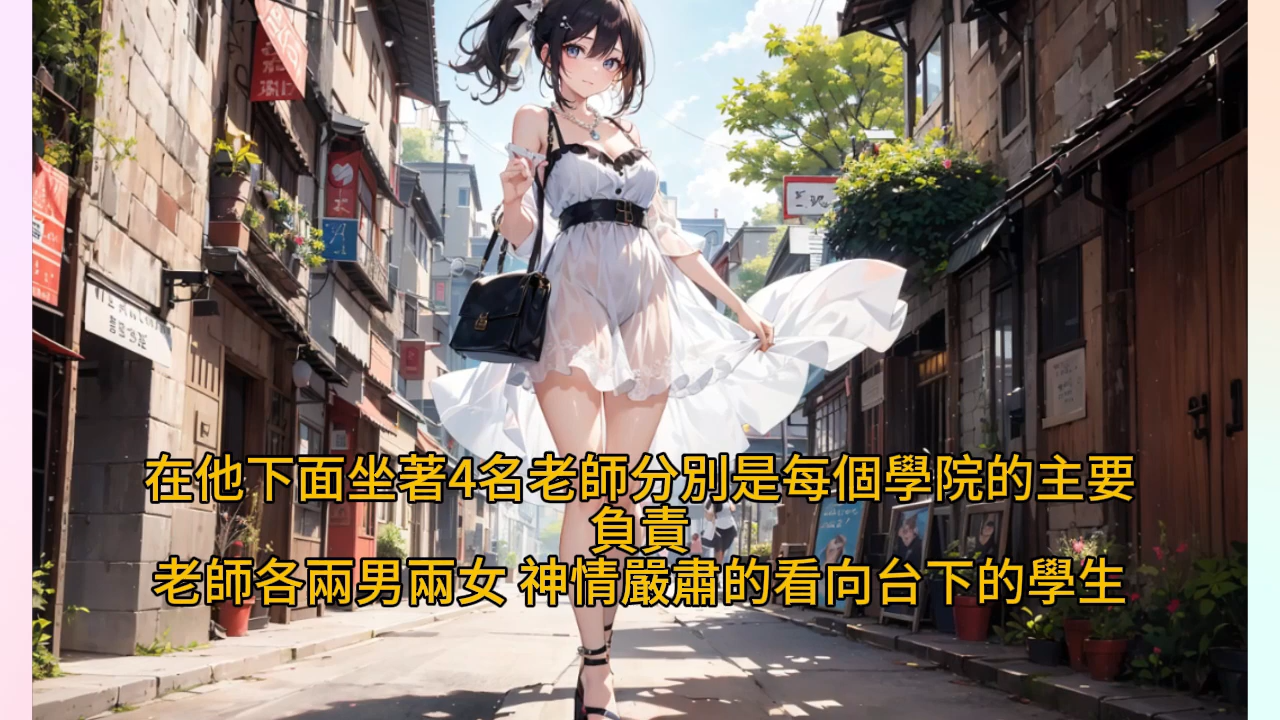 在他下面坐著4名老師分別是每個學院的主要
負責
老師各兩男兩女 神情嚴肅的看向台下的學生